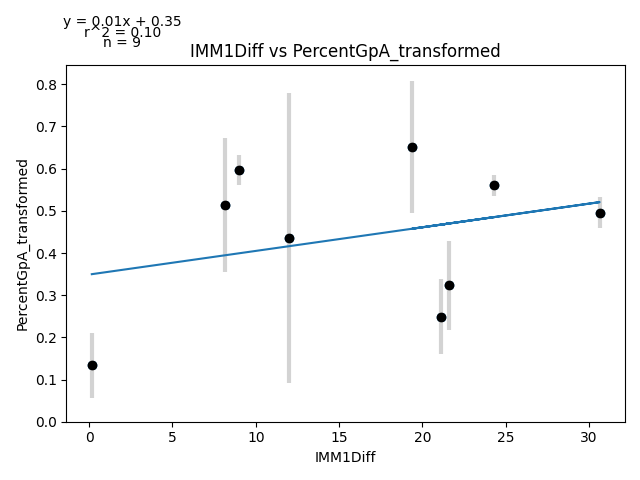 y = 0.01x + 0.35
r^2 = 0.10
n = 9
IMM1Diff vs PercentGpA_transformed
PercentGpA_transformed
0.8
0.7
0.6
0.5
0.4
0.3
0.2
0.1
0.0
0 5 10 15 20 25 30
IMM1Diff